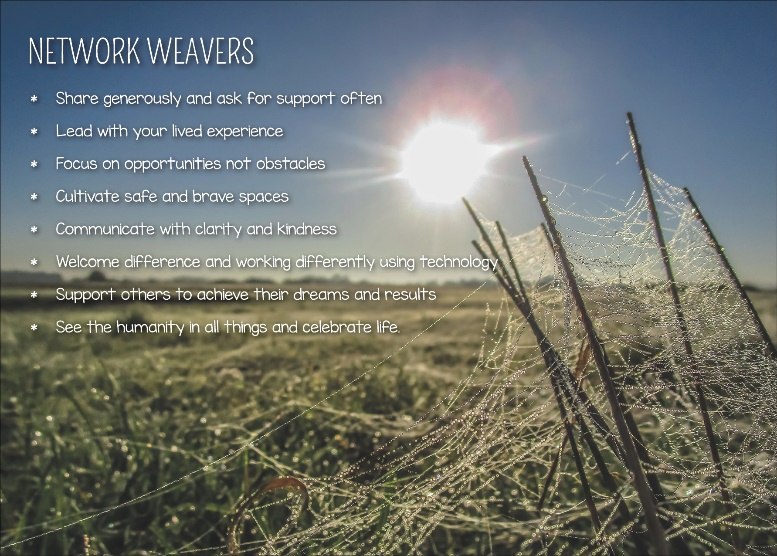 NETWORK WEAVERS
* Share generously and ask for support often
* Lead with your lived experience
* Focus on opportunities not obstacles
* Cultivate safe and brave spaces
* Communicate with clarity and kindness
* Welcome difference and working differently using technology
* Support others to achieve their dreams and results
* See the humanity in all things and celebrate life.